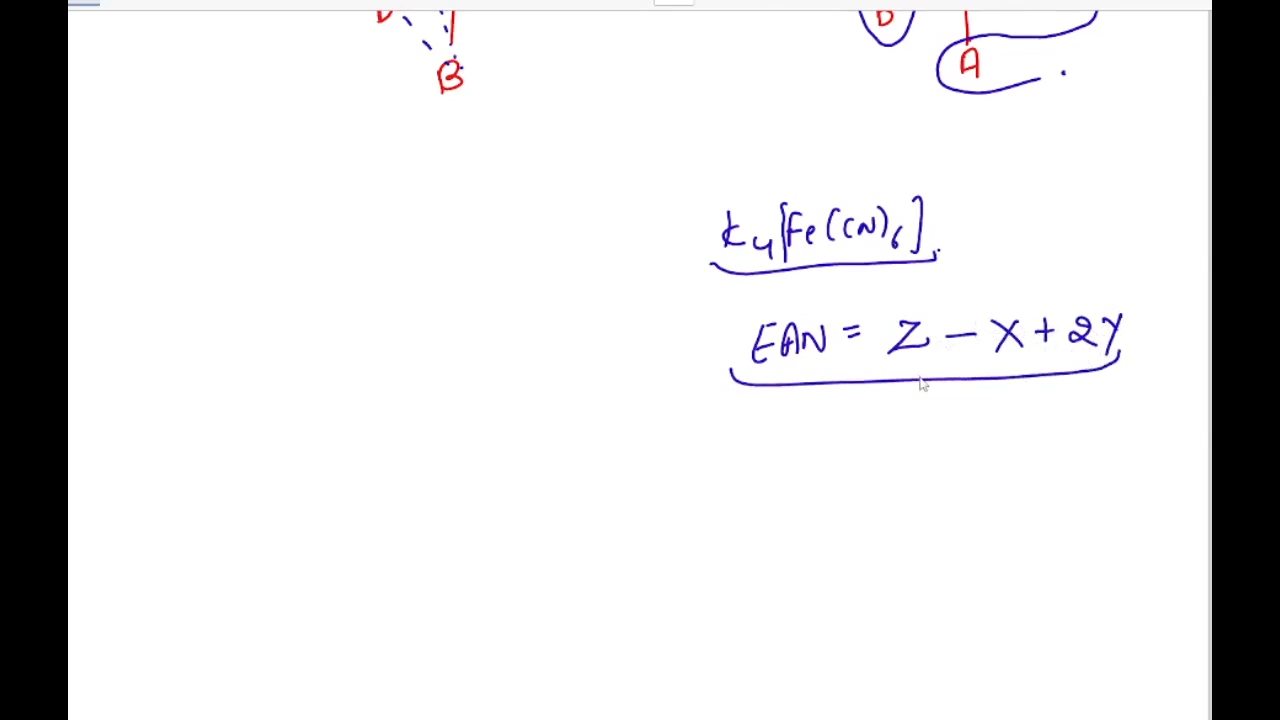 B
A
K4[Fe(CN)6].
EAN = Z - X + 2Y